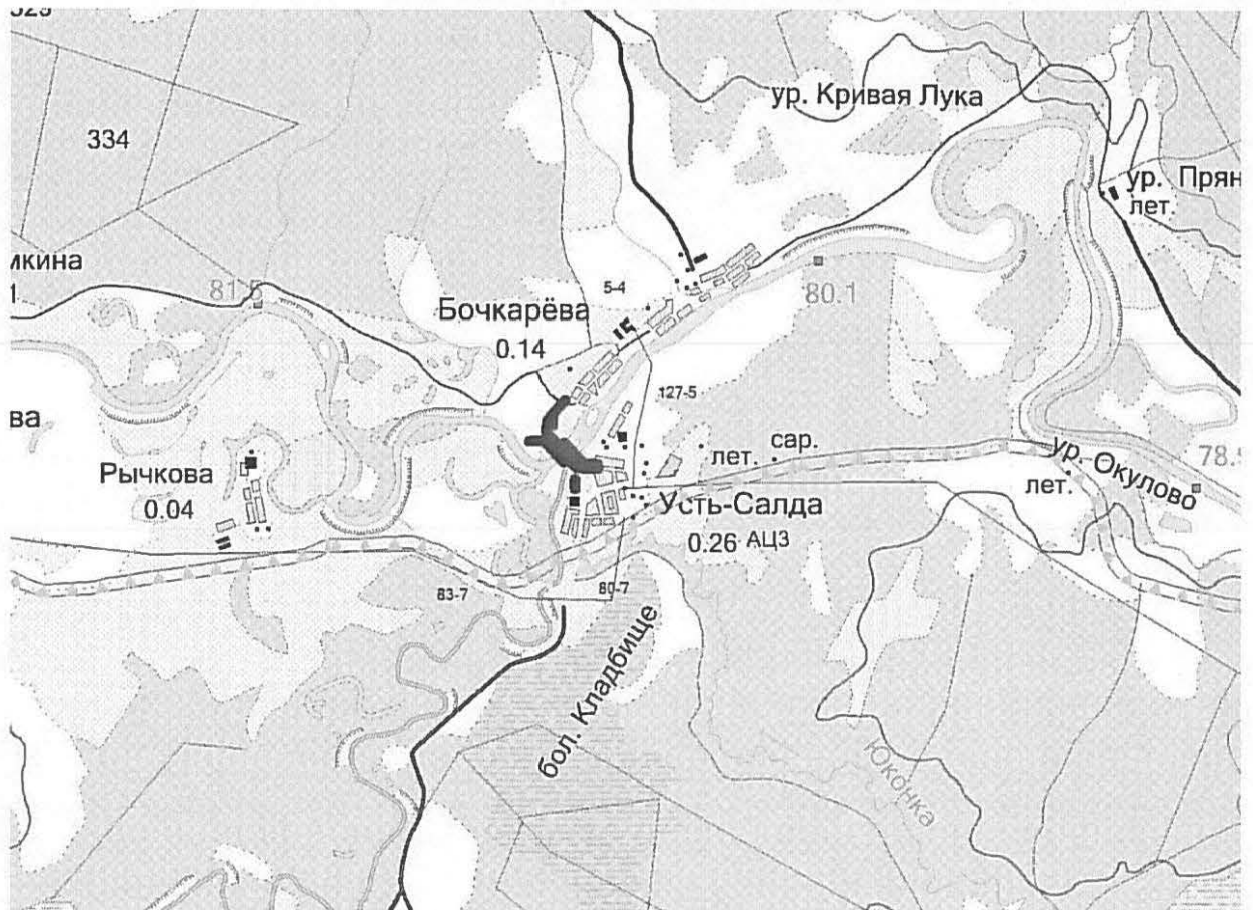 ур. Кривая Лука
334
ур. Прян
лет.
мкина
1
81.5
5-4
80.1
Бочкарёва
0.14
127-5
ва
сар.
лет.
Рычкова
0.04
ур. Окулово
лет.
78.
Усть-Салда
0.26 АЦЗ
83-7
80-7
бол. Кладбище
Юконка